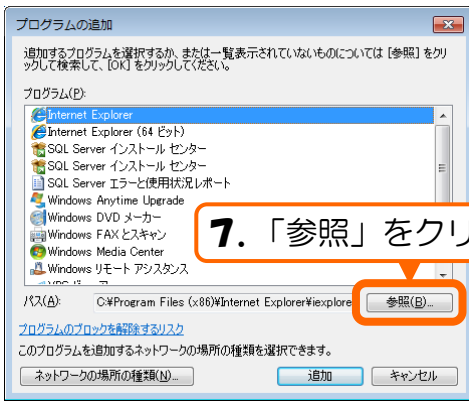 プログラムの追加
追加するプログラムを選択するか、または一覧表示されていないものについては [参照] をクリ
ックして検索して、[OK] をクリックしてください。
プログラム(P):
Internet Explorer
Internet Explorer (64 ビット)
SQL Server インストール センター
SQL Server インストール センター
SQL Server エラーと使用状況レポート
Windows Anytime Upgrade
Windows DVD メーカー
Windows FAX とスキャン
Windows Media Center
Windows リモート アシスタンス
7. 「参照」をクリ
パス(A):
C:¥Program Files (x86)¥Internet Explorer¥iexplore
参照(B)...
プログラムのブロックを解除するリスク
このプログラムを追加するネットワークの場所の種類を選択できます。
ネットワークの場所の種類(N)...
追加
キャンセル